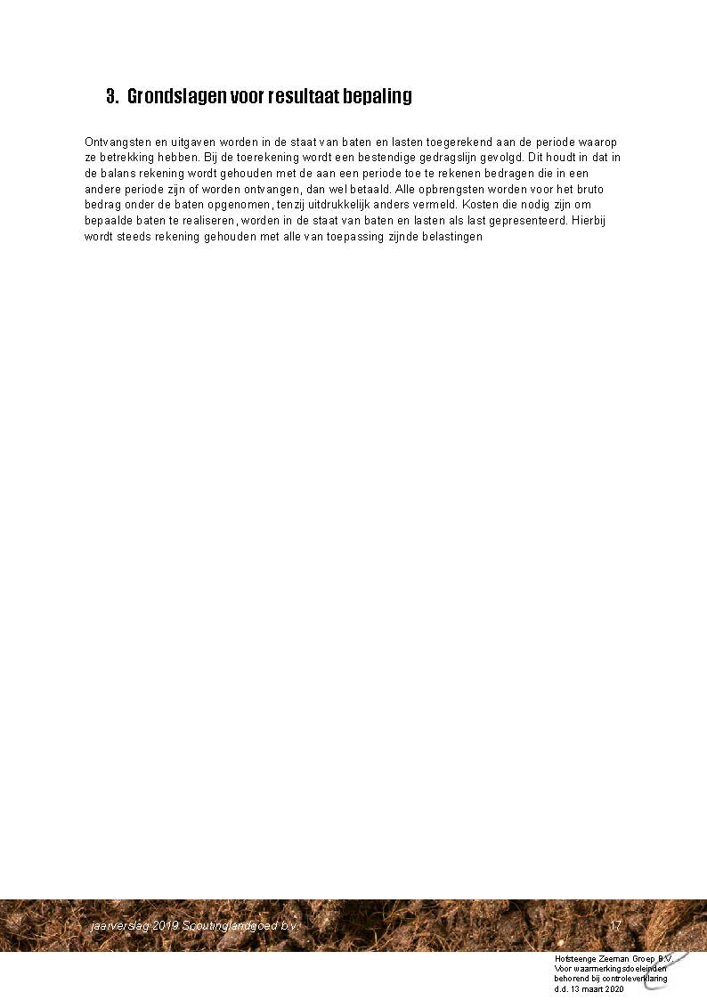 3. Grondslagen voor resultaat bepaling
Ontvangsten en uitgaven worden in de staat van baten en lasten toegerekend aan de periode waarop
ze betrekking hebben. Bij de toerekening wordt een bestendige gedragslijn gevolgd. Dit houdt in dat in
de balans rekening wordt gehouden met de aan een periode toe te rekenen bedragen die in een
andere periode zijn of worden ontvangen, dan wel betaald. Alle opbrengsten worden voor het bruto
bedrag onder de baten opgenomen, tenzij uitdrukkelijk anders vermeld. Kosten die nodig zijn om
bepaalde baten te realiseren, worden in de staat van baten en lasten als last gepresenteerd. Hierbij
wordt steeds rekening gehouden met alle van toepassing zijnde belastingen
jaarverslag 2019 Scoutinglandgoed b.v. 17
Hofsteenge Zeeman Groep B.V.
Voor waarmerkingsdoeleinden
behorend bij controleverklaring
d.d. 13 maart 2020